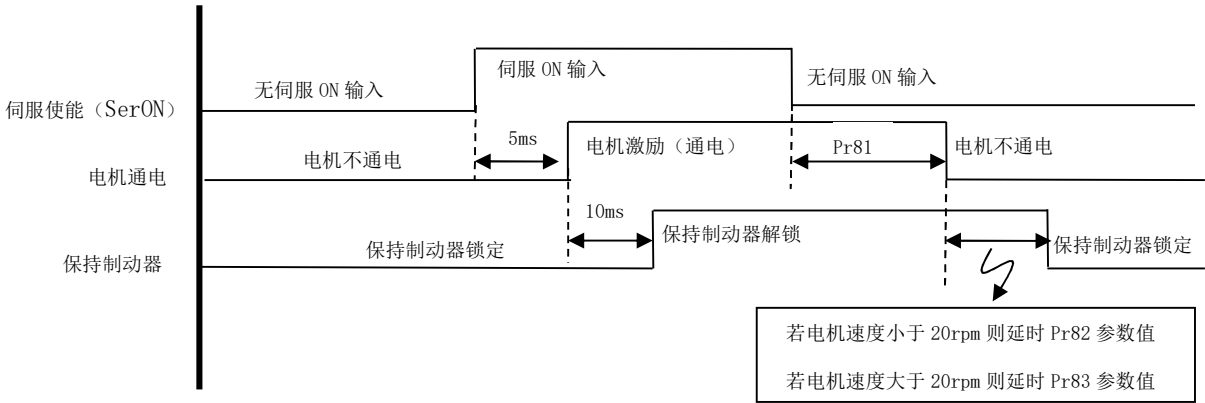 伺服 ON 输入
无伺服 ON 输入
无伺服 ON 输入
伺服使能（SerON）
5ms
电机激励（通电）
Pr81
电机不通电
电机不通电
电机通电
10ms
保持制动器解锁
保持制动器锁定
保持制动器锁定
保持制动器
若电机速度小于 20rpm 则延时 Pr82 参数值
若电机速度大于 20rpm 则延时 Pr83 参数值